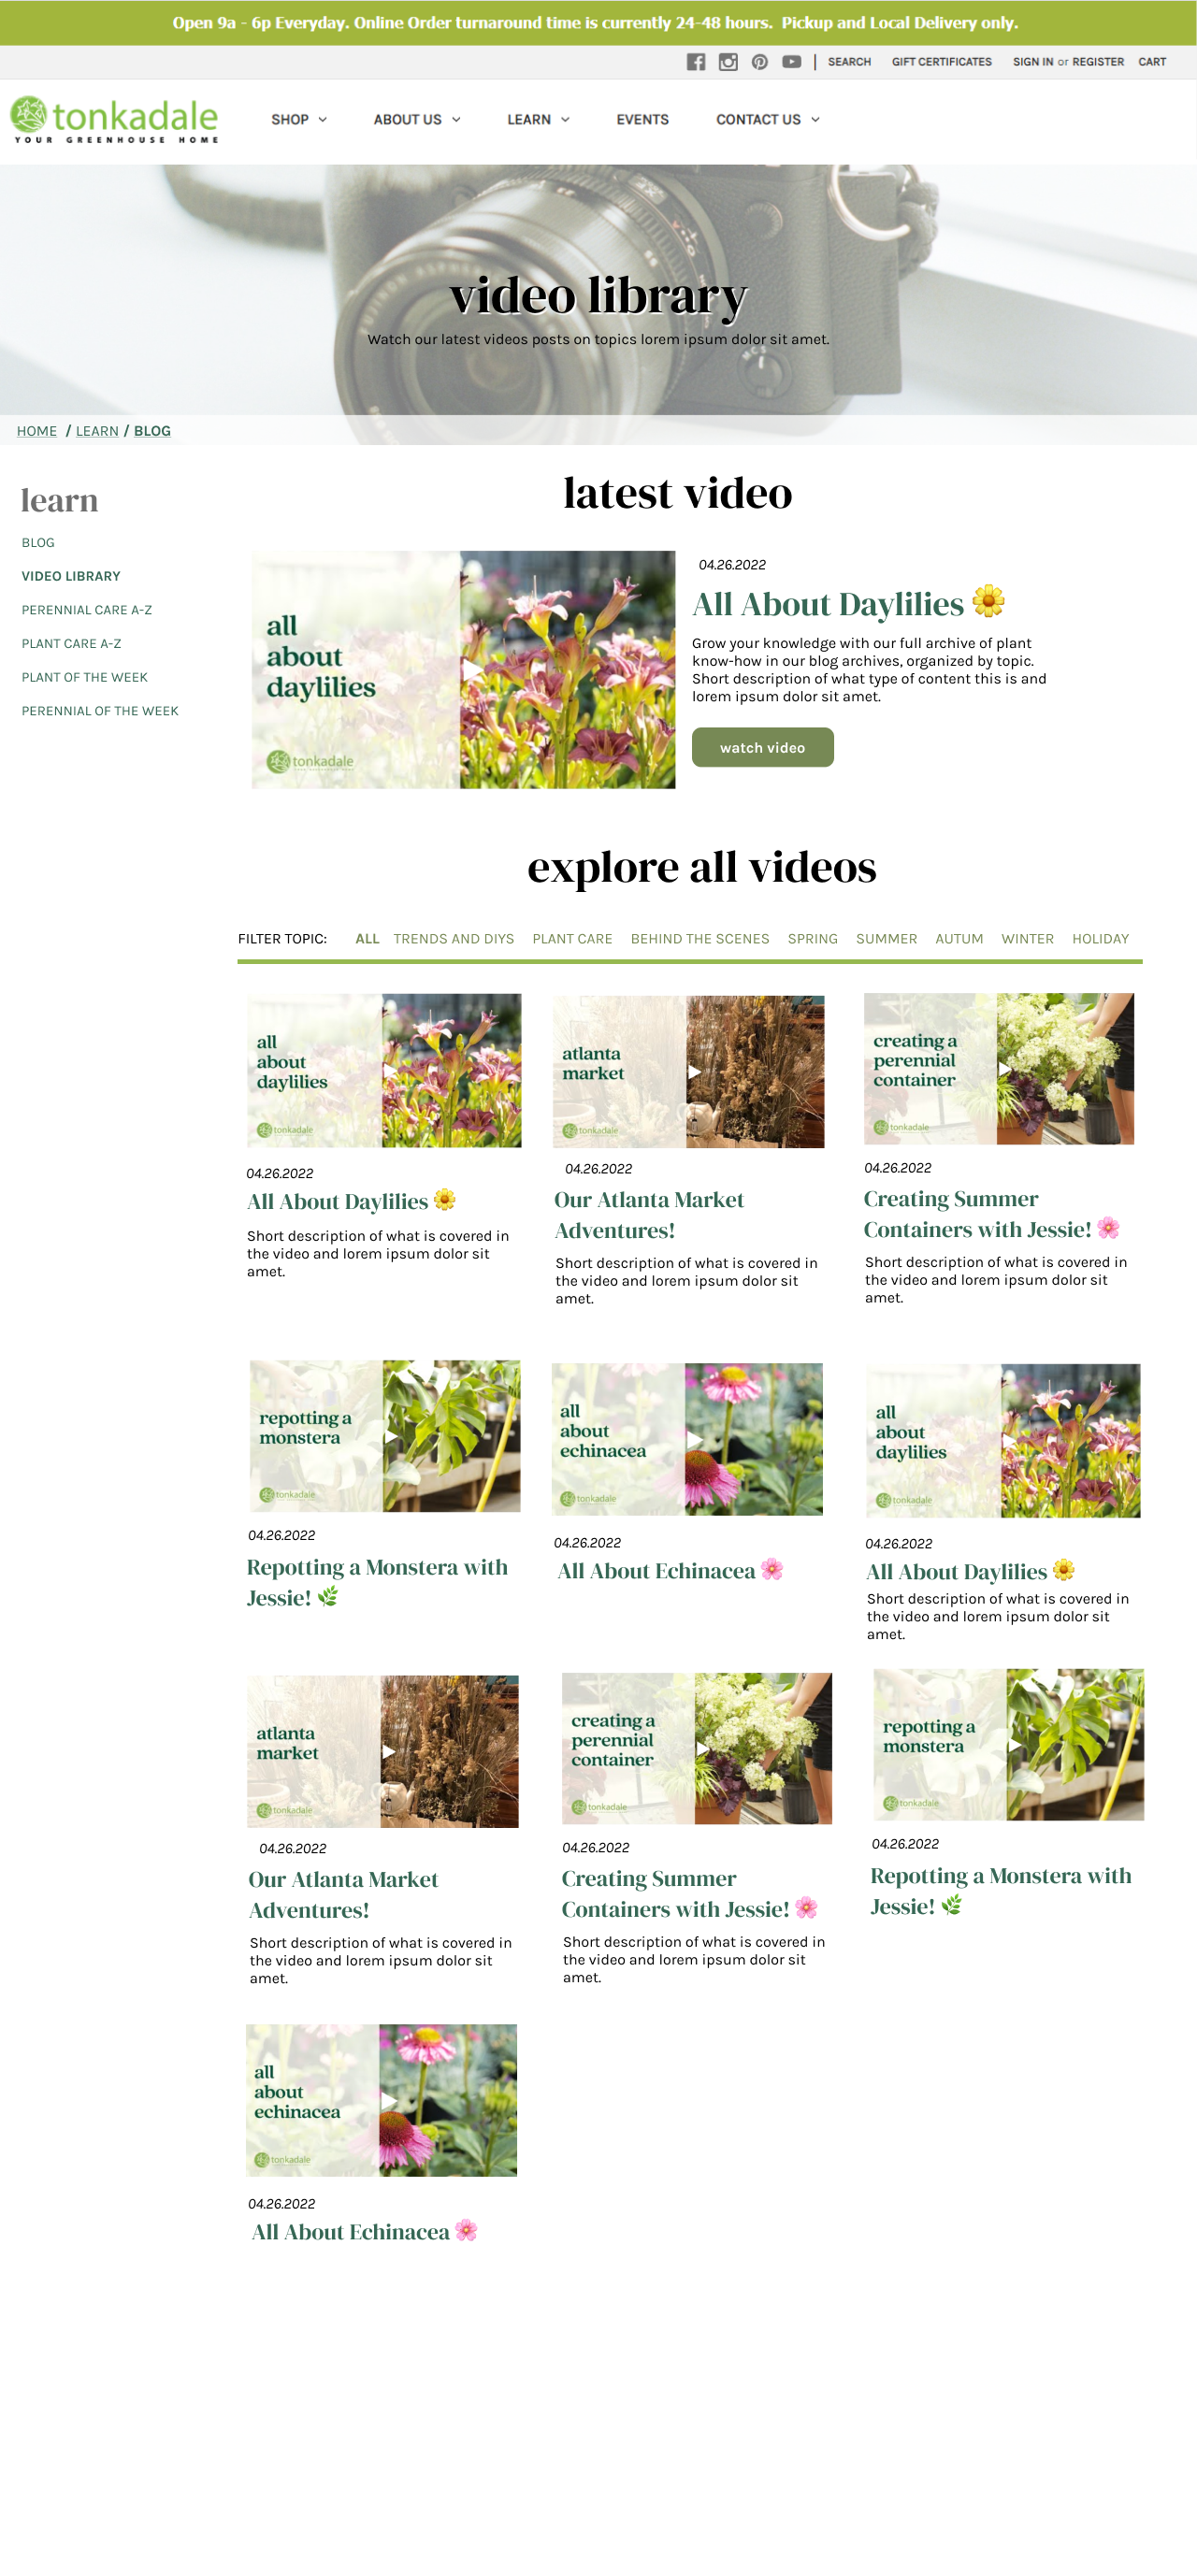 Open 9a - 6p Everyday. Online Order turnaround time is currently 24-48 hours.  Pickup and Local Delivery only.
SEARCH GIFT CERTIFICATES SIGN IN or REGISTER CART
tonkadale
YOUR GREENHOUSE HOME
SHOP ABOUT US LEARN EVENTS CONTACT US
video library
Watch our latest videos posts on topics lorem ipsum dolor sit amet.
HOME / LEARN / BLOG
learn
BLOG
VIDEO LIBRARY
PERENNIAL CARE A-Z
PLANT CARE A-Z
PLANT OF THE WEEK
PERENNIAL OF THE WEEK
latest video
all
about
daylilies
tonkadale
04.26.2022
All About Daylilies 🌼
Grow your knowledge with our full archive of plant
know-how in our blog archives, organized by topic.
Short description of what type of content this is and
lorem ipsum dolor sit amet.
watch video
explore all videos
FILTER TOPIC: ALL TRENDS AND DIYS PLANT CARE BEHIND THE SCENES SPRING SUMMER AUTUM WINTER HOLIDAY
all
about
daylilies
tonkadale
04.26.2022
All About Daylilies 🌼
Short description of what is covered in
the video and lorem ipsum dolor sit
amet.
atlanta
market
tonkadale
04.26.2022
Our Atlanta Market
Adventures!
Short description of what is covered in
the video and lorem ipsum dolor sit
amet.
creating a
perennial
container
tonkadale
04.26.2022
Creating Summer
Containers with Jessie! 🌸
Short description of what is covered in
the video and lorem ipsum dolor sit
amet.
repotting a
monstera
tonkadale
04.26.2022
Repotting a Monstera with
Jessie! 🌿
all
about
echinacea
tonkadale
04.26.2022
All About Echinacea 🌸
all
about
daylilies
tonkadale
04.26.2022
All About Daylilies 🌼
Short description of what is covered in
the video and lorem ipsum dolor sit
amet.
atlanta
market
tonkadale
04.26.2022
Our Atlanta Market
Adventures!
Short description of what is covered in
the video and lorem ipsum dolor sit
amet.
creating a
perennial
container
tonkadale
04.26.2022
Creating Summer
Containers with Jessie! 🌸
Short description of what is covered in
the video and lorem ipsum dolor sit
amet.
repotting a
monstera
tonkadale
04.26.2022
Repotting a Monstera with
Jessie! 🌿
all
about
echinacea
tonkadale
04.26.2022
All About Echinacea 🌸